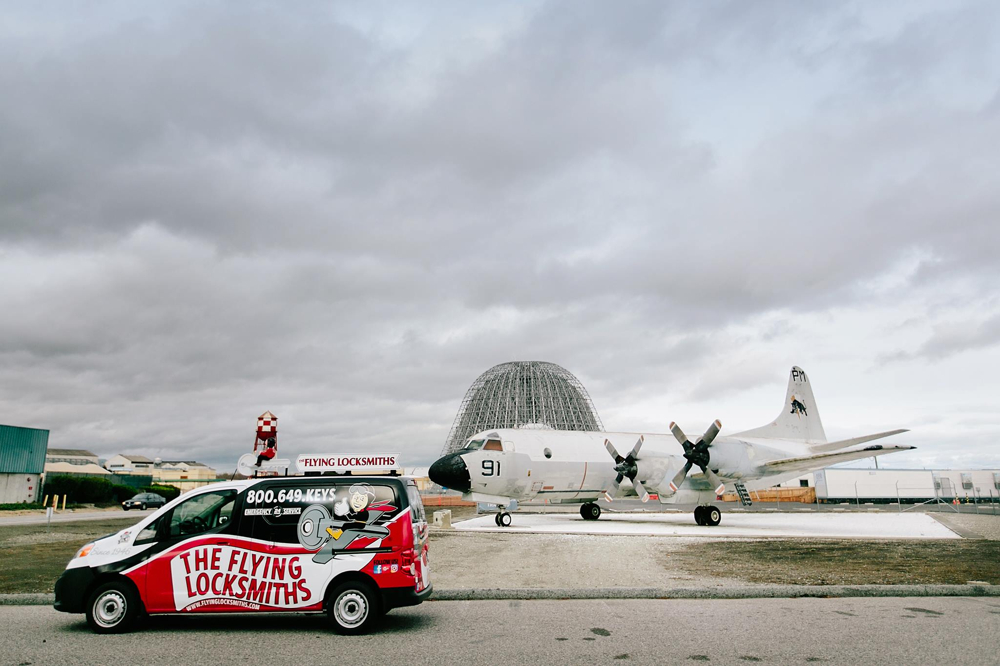 THE FLYING LOCKSMITHS
800.649.KEYS
EMERGENCY 24 SERVICE
Since 1946
THE FLYING
LOCKSMITHS
WWW.FLYINGLOCKSMITHS.COM
FOLLOW US!
G+
91
PM